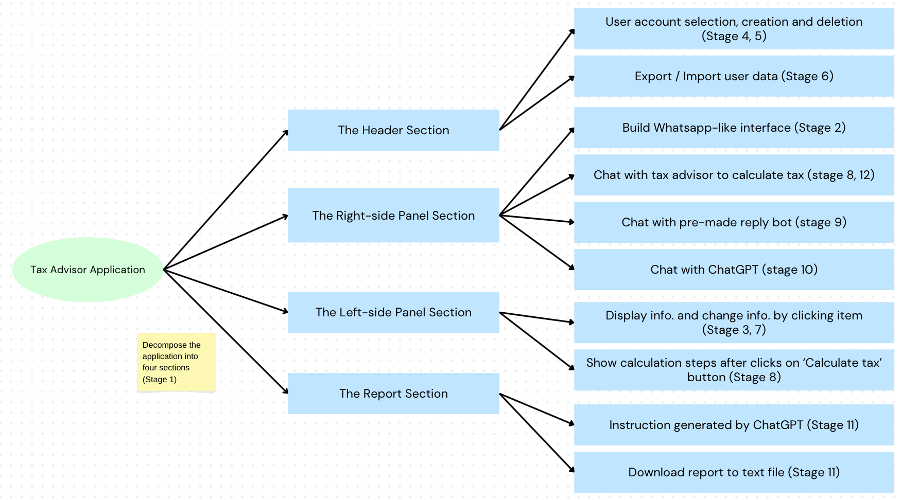 User account selection, creation and deletion
(Stage 4, 5)
Export / Import user data (Stage 6)
The Header Section
Build Whatsapp-like interface (Stage 2)
Chat with tax advisor to calculate tax (stage 8, 12)
The Right-side Panel Section
Chat with pre-made reply bot (stage 9)
Chat with ChatGPT (stage 10)
Tax Advisor Application
The Left-side Panel Section
Display info. and change info. by clicking item
(Stage 3, 7)
Show calculation steps after clicks on ‘Calculate tax’
button (Stage 8)
Decompose the
application into
four sections
(Stage 1)
The Report Section
Instruction generated by ChatGPT (Stage 11)
Download report to text file (Stage 11)